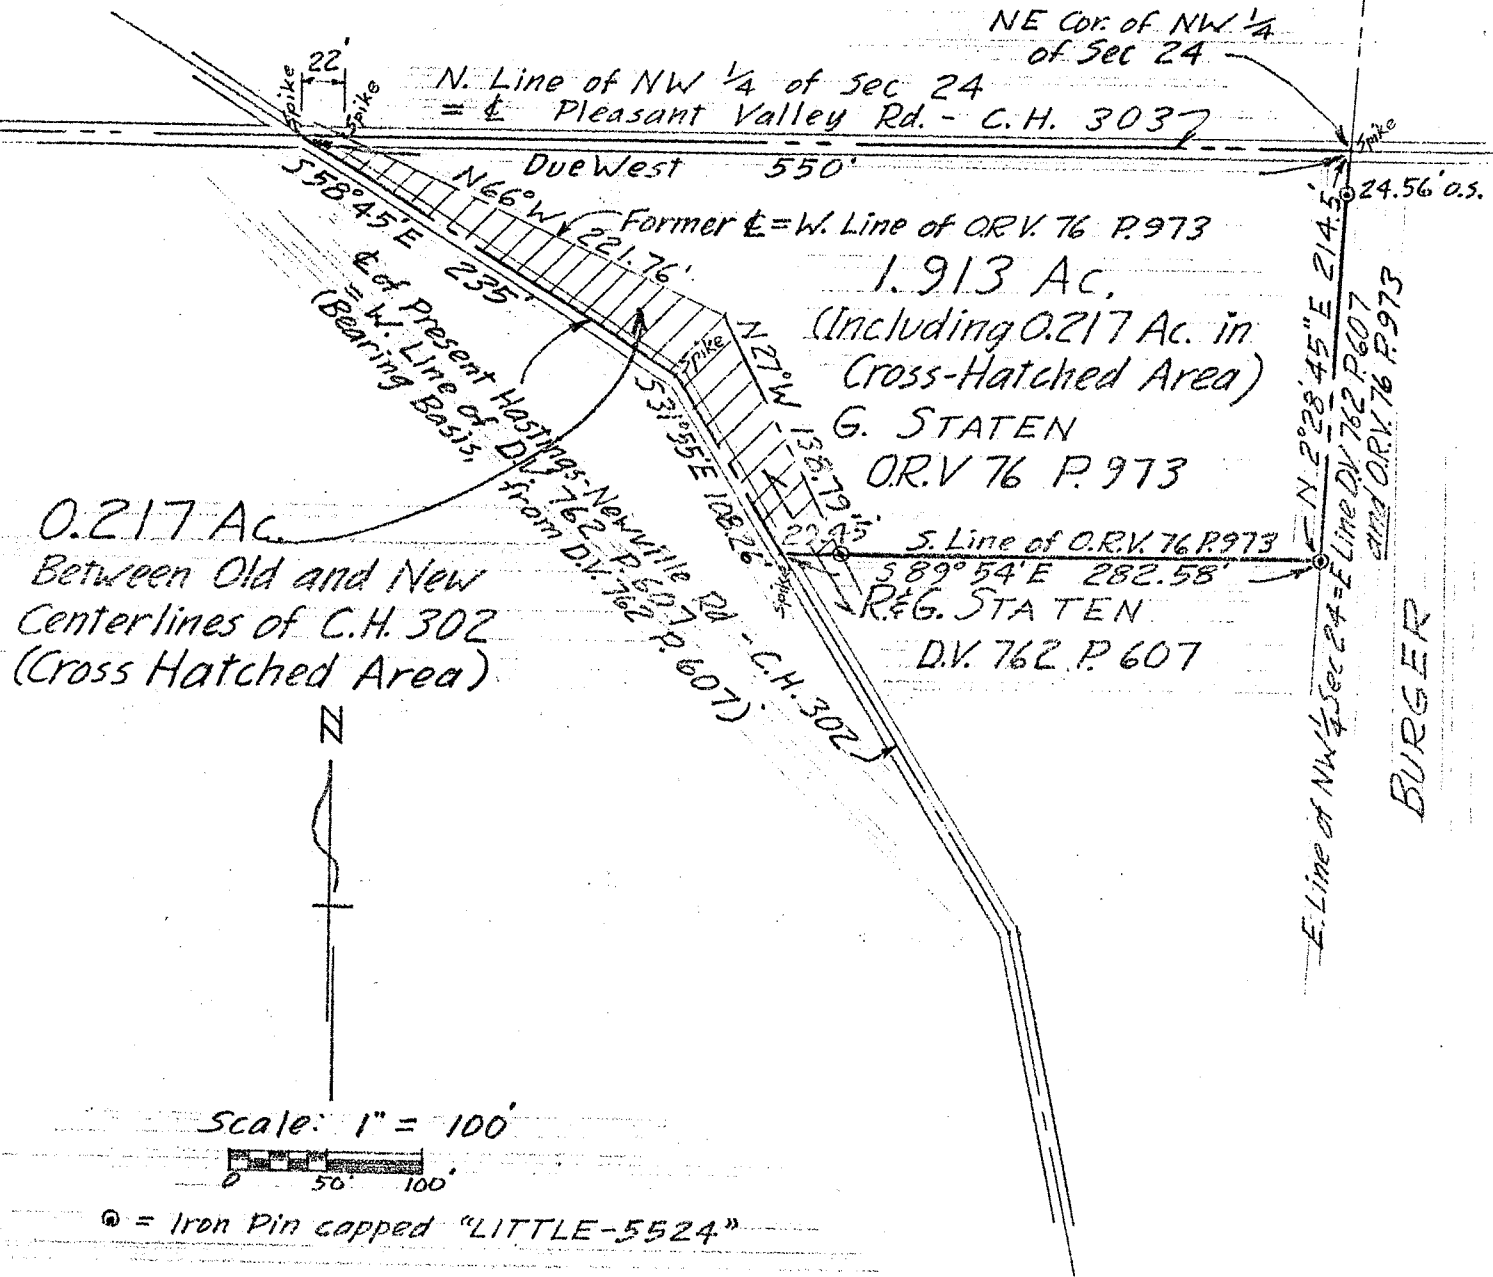 NE Cor. of NW 1/4
of Sec 24
22'
Spike
Spike
N. Line of NW 1/4 of Sec 24
= ℄ Pleasant Valley Rd. - C.H. 303
Spike
Due West 550'
24.56' O.S.
S 58°45'E 235'
N66°W 221.76'
Former ℄ = W. Line of O.R.V. 76 P.973
℄ of Present Hastings-Newville Rd - C.H. 302
= W. Line of D.V. 762 P. 607
(Bearing Basis, from D.V. 762 P. 607)
1.913 Ac.
(Including 0.217 Ac. in
Cross-Hatched Area)
G. STATEN
O.R.V 76 P. 973
Spike
N27°W 138.79'
S31°55'E 108.26'
N 2°28'45"E 214.5'
E. Line of NW 1/4 Sec 24 = E Line D.V. 762 P.607
and O.R.V. 76 P.973
BURGER
0.217 Ac.
Between Old and New
Centerlines of C.H. 302
(Cross Hatched Area)
S. Line of O.R.V. 76 P.973
S 89°54'E 282.58'
Spike
R.&G. STATEN
D.V. 762 P. 607
N
Scale: 1" = 100'
0 50' 100'
= Iron Pin capped "LITTLE-5524"